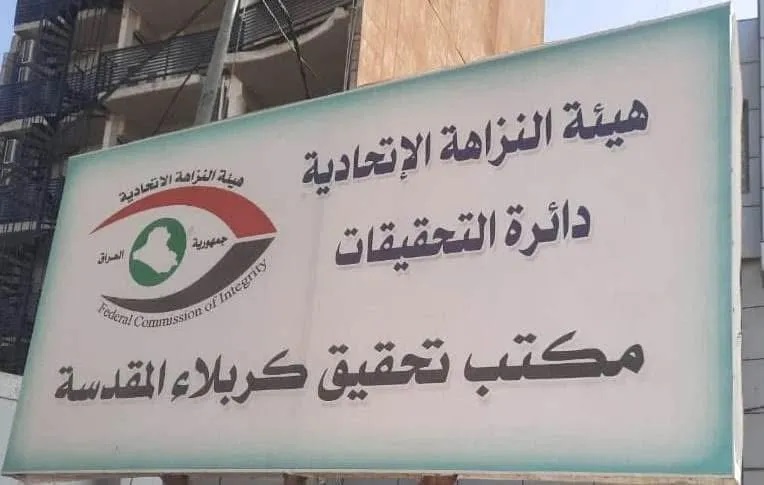 هيئة النزاهة الإتحادية
دائرة التحقيقات
مكتب تحقيق كربلاء المقدسة
هيئة النزاهة الاتحادية
جمهورية العراق
Federal Commission of Integrity